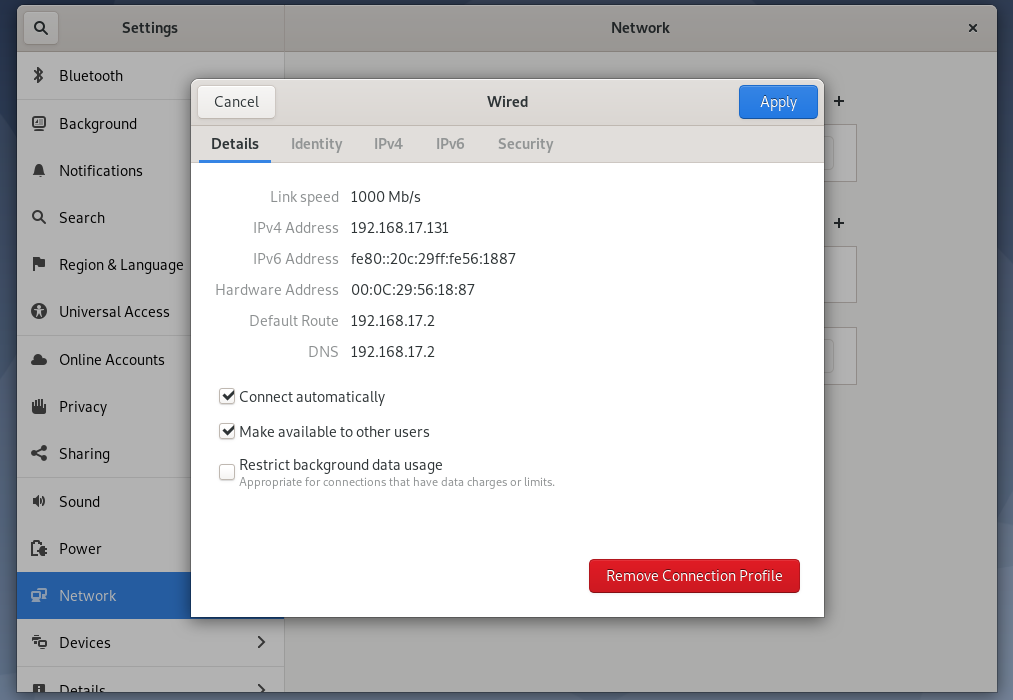 Settings
Network
Bluetooth
Background
Notifications
Search
Region & Language
Universal Access
Online Accounts
Privacy
Sharing
Sound
Power
Network
Devices
Details
Cancel
Wired
Apply
Details Identity IPv4 IPv6 Security
Link speed 1000 Mb/s
IPv4 Address 192.168.17.131
IPv6 Address fe80::20c:29ff:fe56:1887
Hardware Address 00:0C:29:56:18:87
Default Route 192.168.17.2
DNS 192.168.17.2
Connect automatically
Make available to other users
Restrict background data usage
Appropriate for connections that have data charges or limits.
Remove Connection Profile